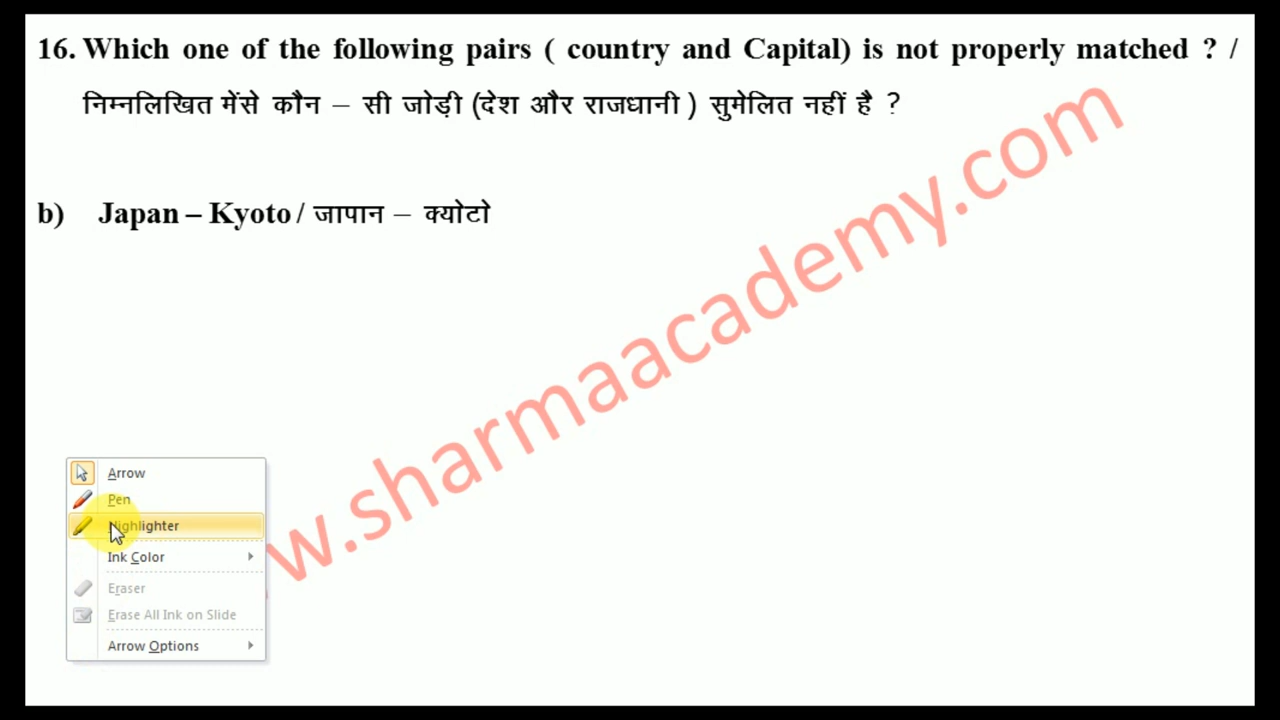 16. Which one of the following pairs ( country and Capital) is not properly matched ? /
निम्नलिखित मेंसे कौन – सी जोड़ी (देश और राजधानी ) सुमेलित नहीं है ?
b) Japan – Kyoto / जापान – क्योटो
w.sharmaacademy.com
Arrow
Pen
Highlighter
Ink Color
Eraser
Erase All Ink on Slide
Arrow Options